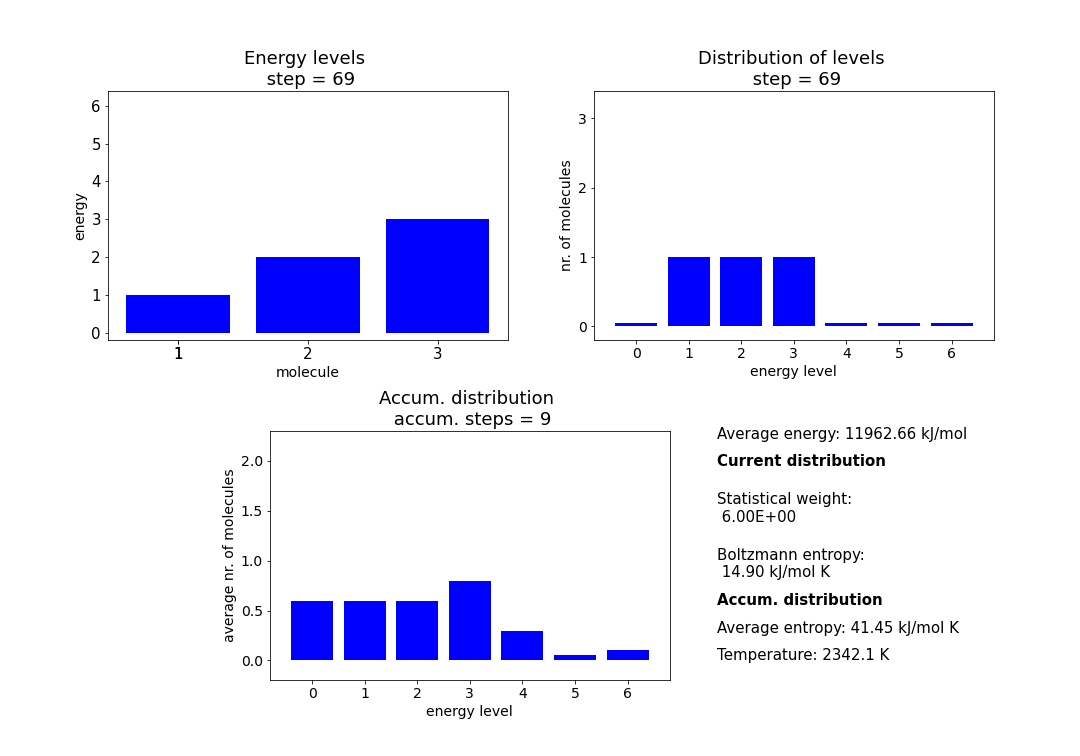 Energy levels
step = 69
energy
6
5
4
3
2
1
0
1
2
3
molecule
Distribution of levels
step = 69
nr. of molecules
3
2
1
0
0
1
2
3
4
5
6
energy level
Accum. distribution
accum. steps = 9
average nr. of molecules
2.0
1.5
1.0
0.5
0.0
0
1
2
3
4
5
6
energy level
Average energy: 11962.66 kJ/mol
Current distribution
Statistical weight:
6.00E+00
Boltzmann entropy:
14.90 kJ/mol K
Accum. distribution
Average entropy: 41.45 kJ/mol K
Temperature: 2342.1 K